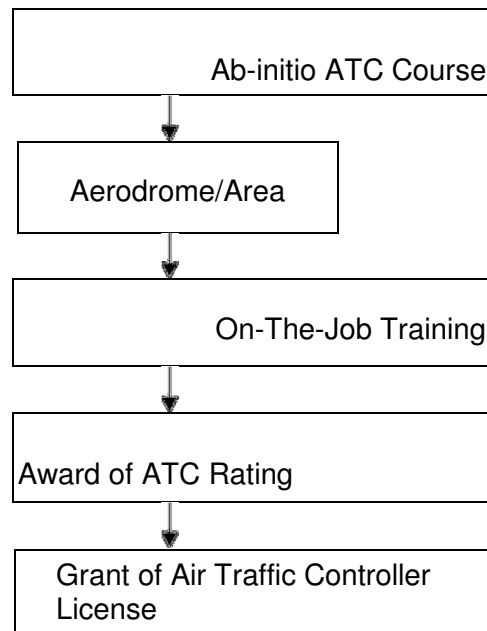 Ab-initio ATC Course
Aerodrome/Area
On-The-Job Training
Award of ATC Rating
Grant of Air Traffic Controller
License